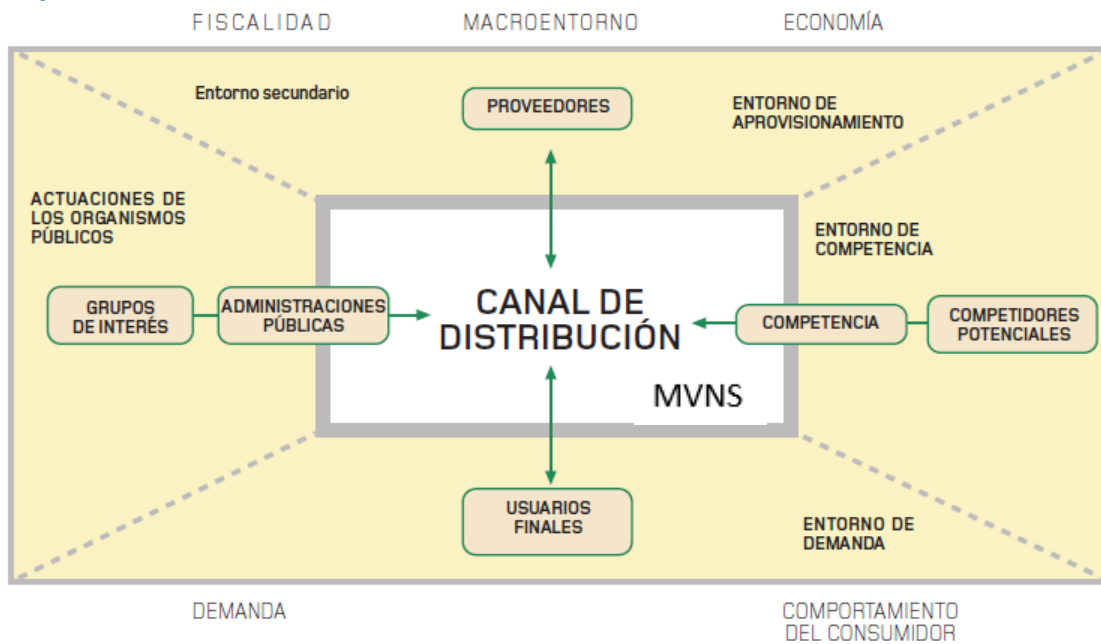 FISCALIDAD
MACROENTORNO
ECONOMÍA
Entorno secundario
PROVEEDORES
ENTORNO DE
APROVISIONAMIENTO
ACTUACIONES DE
LOS ORGANISMOS
PÚBLICOS
ENTORNO DE
COMPETENCIA
GRUPOS
DE INTERÉS
ADMINISTRACIONES
PÚBLICAS
CANAL DE
DISTRIBUCIÓN
COMPETENCIA
COMPETIDORES
POTENCIALES
MVNS
USUARIOS
FINALES
ENTORNO DE
DEMANDA
DEMANDA
COMPORTAMIENTO
DEL CONSUMIDOR